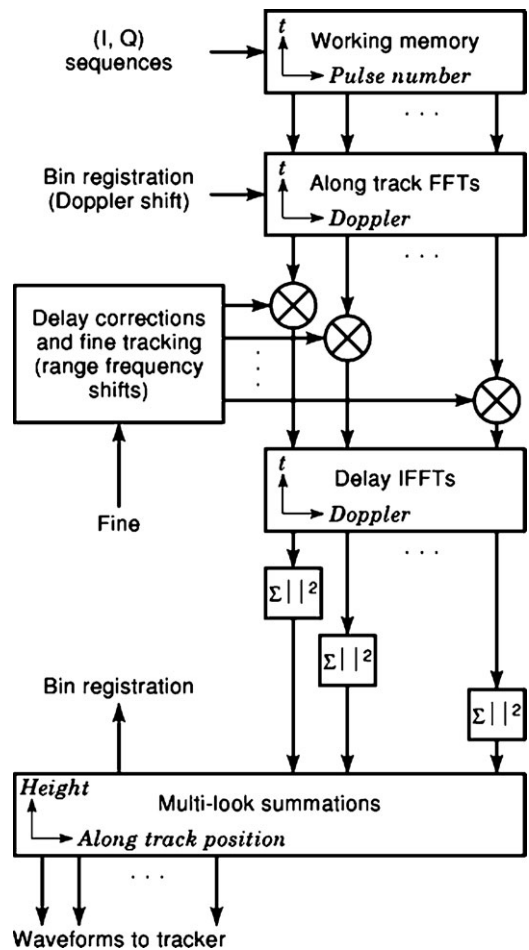 (I, Q)
sequences
t
Working memory
Pulse number
. . .
Bin registration
(Doppler shift)
t
Along track FFTs
Doppler
. . .
Delay corrections
and fine tracking
(range frequency
shifts)
Fine
t
Delay IFFTs
Doppler
. . .
Σ||²
Σ||²
Σ||²
Bin registration
Height
Multi-look summations
Along track position
. . .
Waveforms to tracker